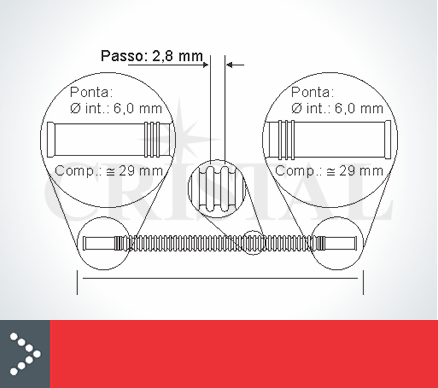 Passo: 2,8 mm
Ponta:
Ø int.: 6,0 mm
Comp.: ≅ 29 mm
Ponta:
Ø int.: 6,0 mm
Comp.: ≅ 29 mm
CRISTAL